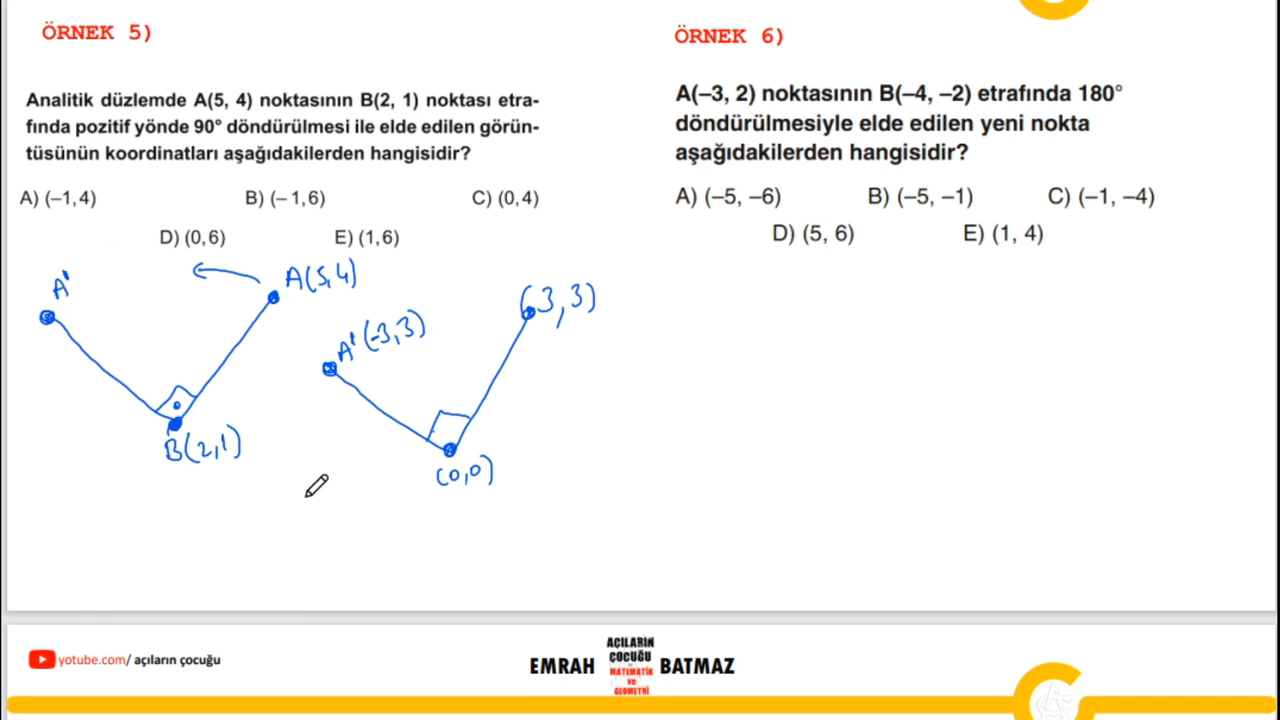 ÖRNEK 5)
Analitik düzlemde A(5, 4) noktasının B(2, 1) noktası etra-
fında pozitif yönde 90° döndürülmesi ile elde edilen görün-
tüsünün koordinatları aşağıdakilerden hangisidir?
A) (–1,4) B) (–1,6) C) (0,4)
D) (0,6) E) (1,6)
A'
A(5,4)
B(2,1)
A'(-3,3)
(3,3)
(0,0)
ÖRNEK 6)
A(–3, 2) noktasının B(–4, –2) etrafında 180°
döndürülmesiyle elde edilen yeni nokta
aşağıdakilerden hangisidir?
A) (–5, –6) B) (–5, –1) C) (–1, –4)
D) (5, 6) E) (1, 4)
yotube.com/ açıların çocuğu
EMRAH BATMAZ
AÇILARIN
ÇOCUĞU
MATEMATİK
ve
GEOMETRİ